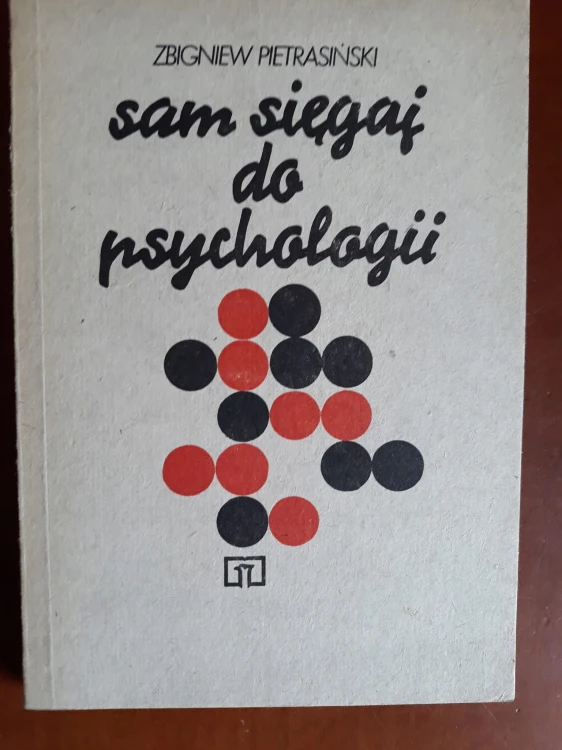 ZBIGNIEW PIETRASIŃSKI
sam sięgaj
do
psychologii